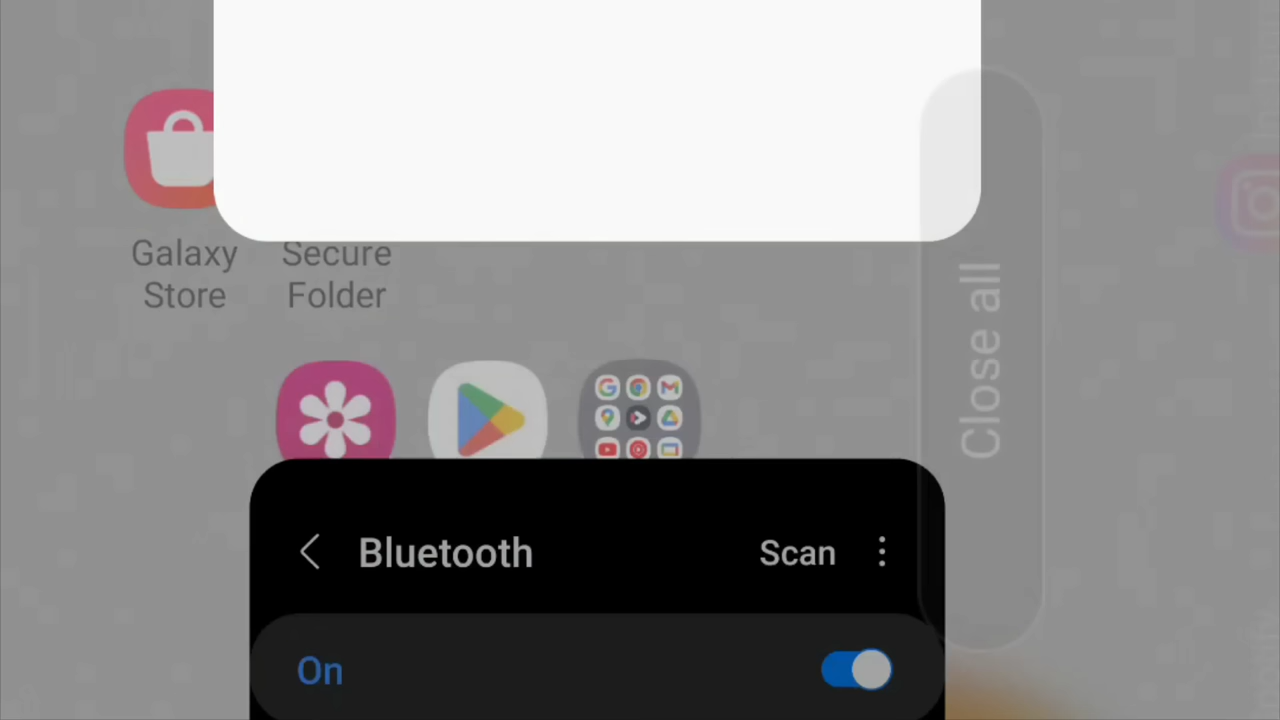 Galaxy
Store
Secure
Folder
Close all
Bluetooth
Scan
On